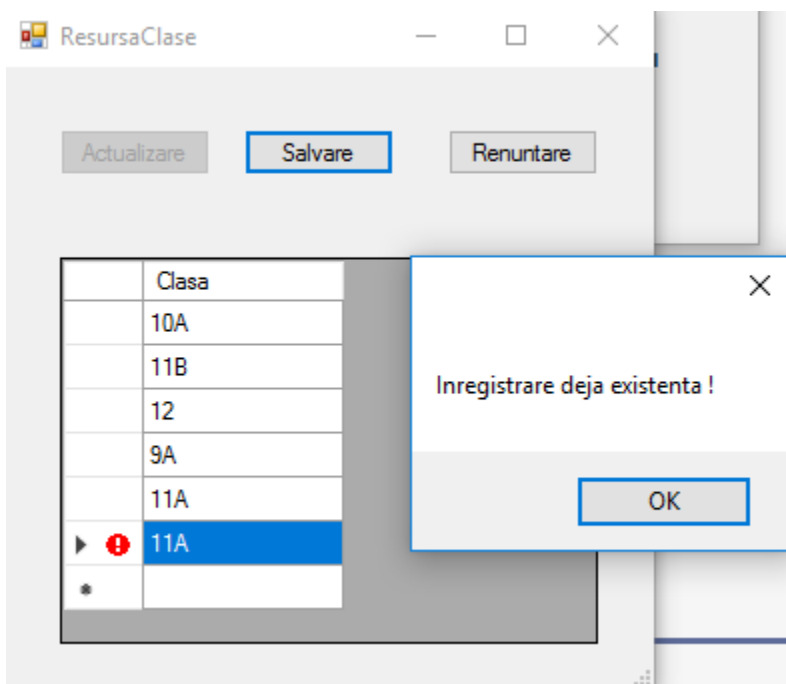 ResursaClase
Actualizare Salvare Renuntare
Clasa
10A
11B
12
9A
11A
11A
Inregistrare deja existenta !
OK